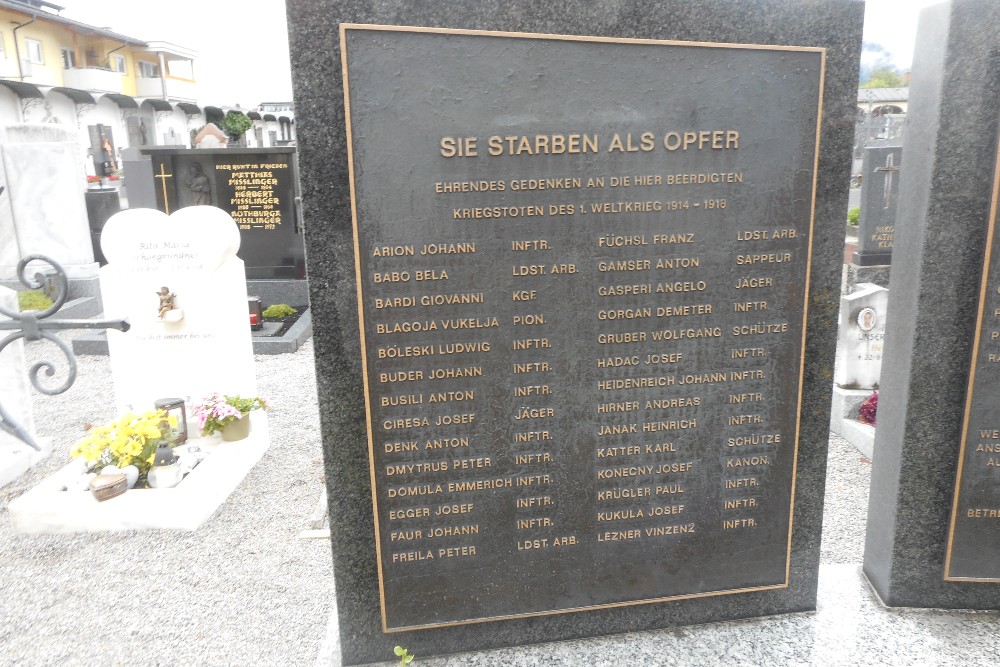 SIE STARBEN ALS OPFER
EHRENDES GEDENKEN AN DIE HIER BEERDIGTEN
KRIEGSTOTEN DES 1. WELTKRIEG 1914 - 1918
ARION JOHANN INFTR.
BABO BELA LDST. ARB.
BARDI GIOVANNI KGF.
BLAGOJA VUKELJA PION.
BÖLESKI LUDWIG INFTR.
BUDER JOHANN INFTR.
BUSILI ANTON INFTR.
CIRESA JOSEF JÄGER
DENK ANTON INFTR.
DMYTRUS PETER INFTR.
DOMULA EMMERICH INFTR.
EGGER JOSEF INFTR.
FAUR JOHANN INFTR.
FREILA PETER LDST. ARB.
FÜCHSL FRANZ LDST. ARB.
GAMSER ANTON SAPPEUR
GASPERI ANGELO JÄGER
GORGAN DEMETER INFTR.
GRUBER WOLFGANG SCHÜTZE
HADAC JOSEF INFTR.
HEIDENREICH JOHANN INFTR.
HIRNER ANDREAS INFTR.
JANAK HEINRICH INFTR.
KATTER KARL SCHÜTZE
KONECNY JOSEF KANON.
KRÜGLER PAUL INFTR.
KUKULA JOSEF INFTR.
LEZNER VINZENZ INFTR.
HIER RUHT IN FRIEDEN
MATTHIAS
MISSLINGER
HERBERT
MISSLINGER
ROTHBURGA
MISSLINGER
Rita Maria